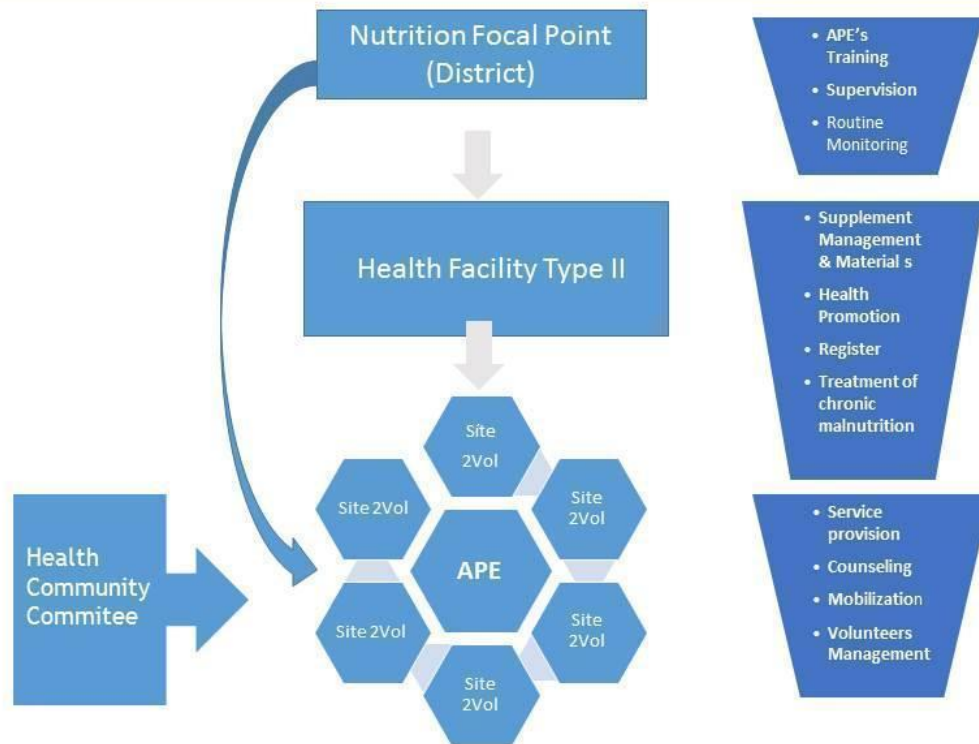 Nutrition Focal Point
(District)
• APE's
Training
• Supervision
• Routine
Monitoring
Health Facility Type II
• Supplement
Management
& Material s
• Health
Promotion
• Register
• Treatment of
chronic
malnutrition
Síte
2Vol
Site 2Vol
Site
2Vol
APE
Site 2Vol
Site
2Vol
Site
2Vol
Health
Community
Commitee
• Service
provision
• Counseling
• Mobilization
• Volunteers
Management